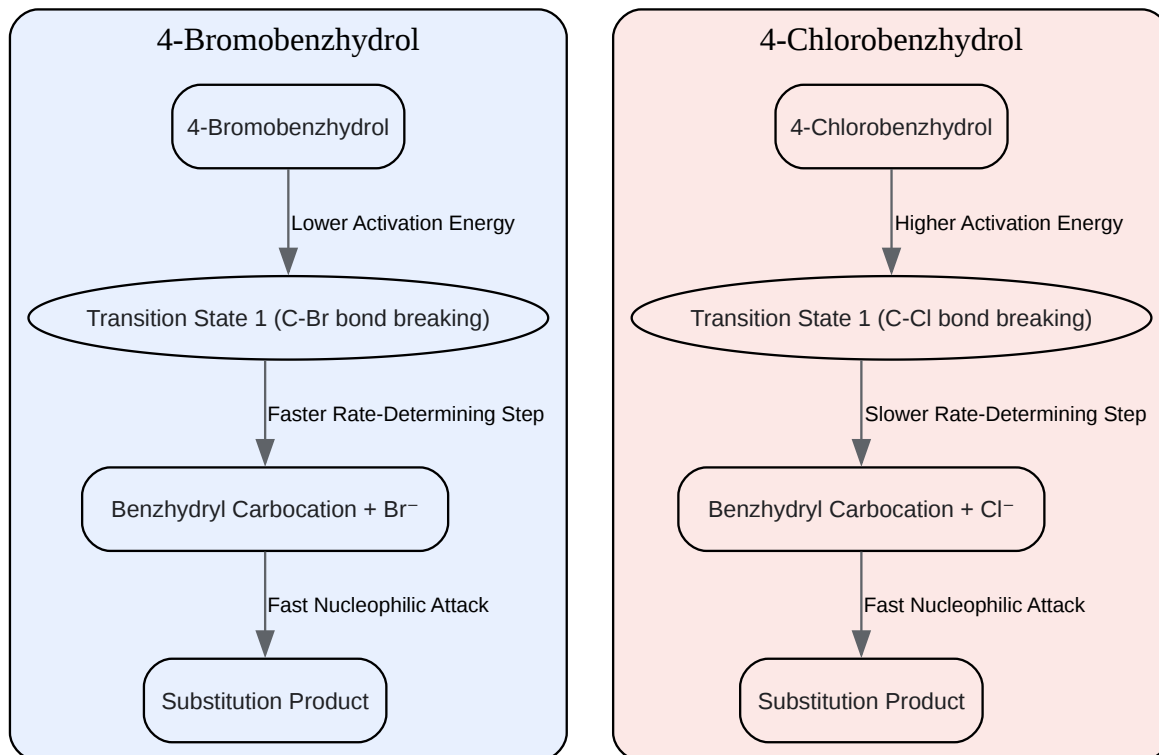 4-Bromobenzhydrol
4-Bromobenzhydrol
Lower Activation Energy
Transition State 1 (C-Br bond breaking)
Faster Rate-Determining Step
Benzhydryl Carbocation + Br⁻
Fast Nucleophilic Attack
Substitution Product
4-Chlorobenzhydrol
4-Chlorobenzhydrol
Higher Activation Energy
Transition State 1 (C-Cl bond breaking)
Slower Rate-Determining Step
Benzhydryl Carbocation + Cl⁻
Fast Nucleophilic Attack
Substitution Product